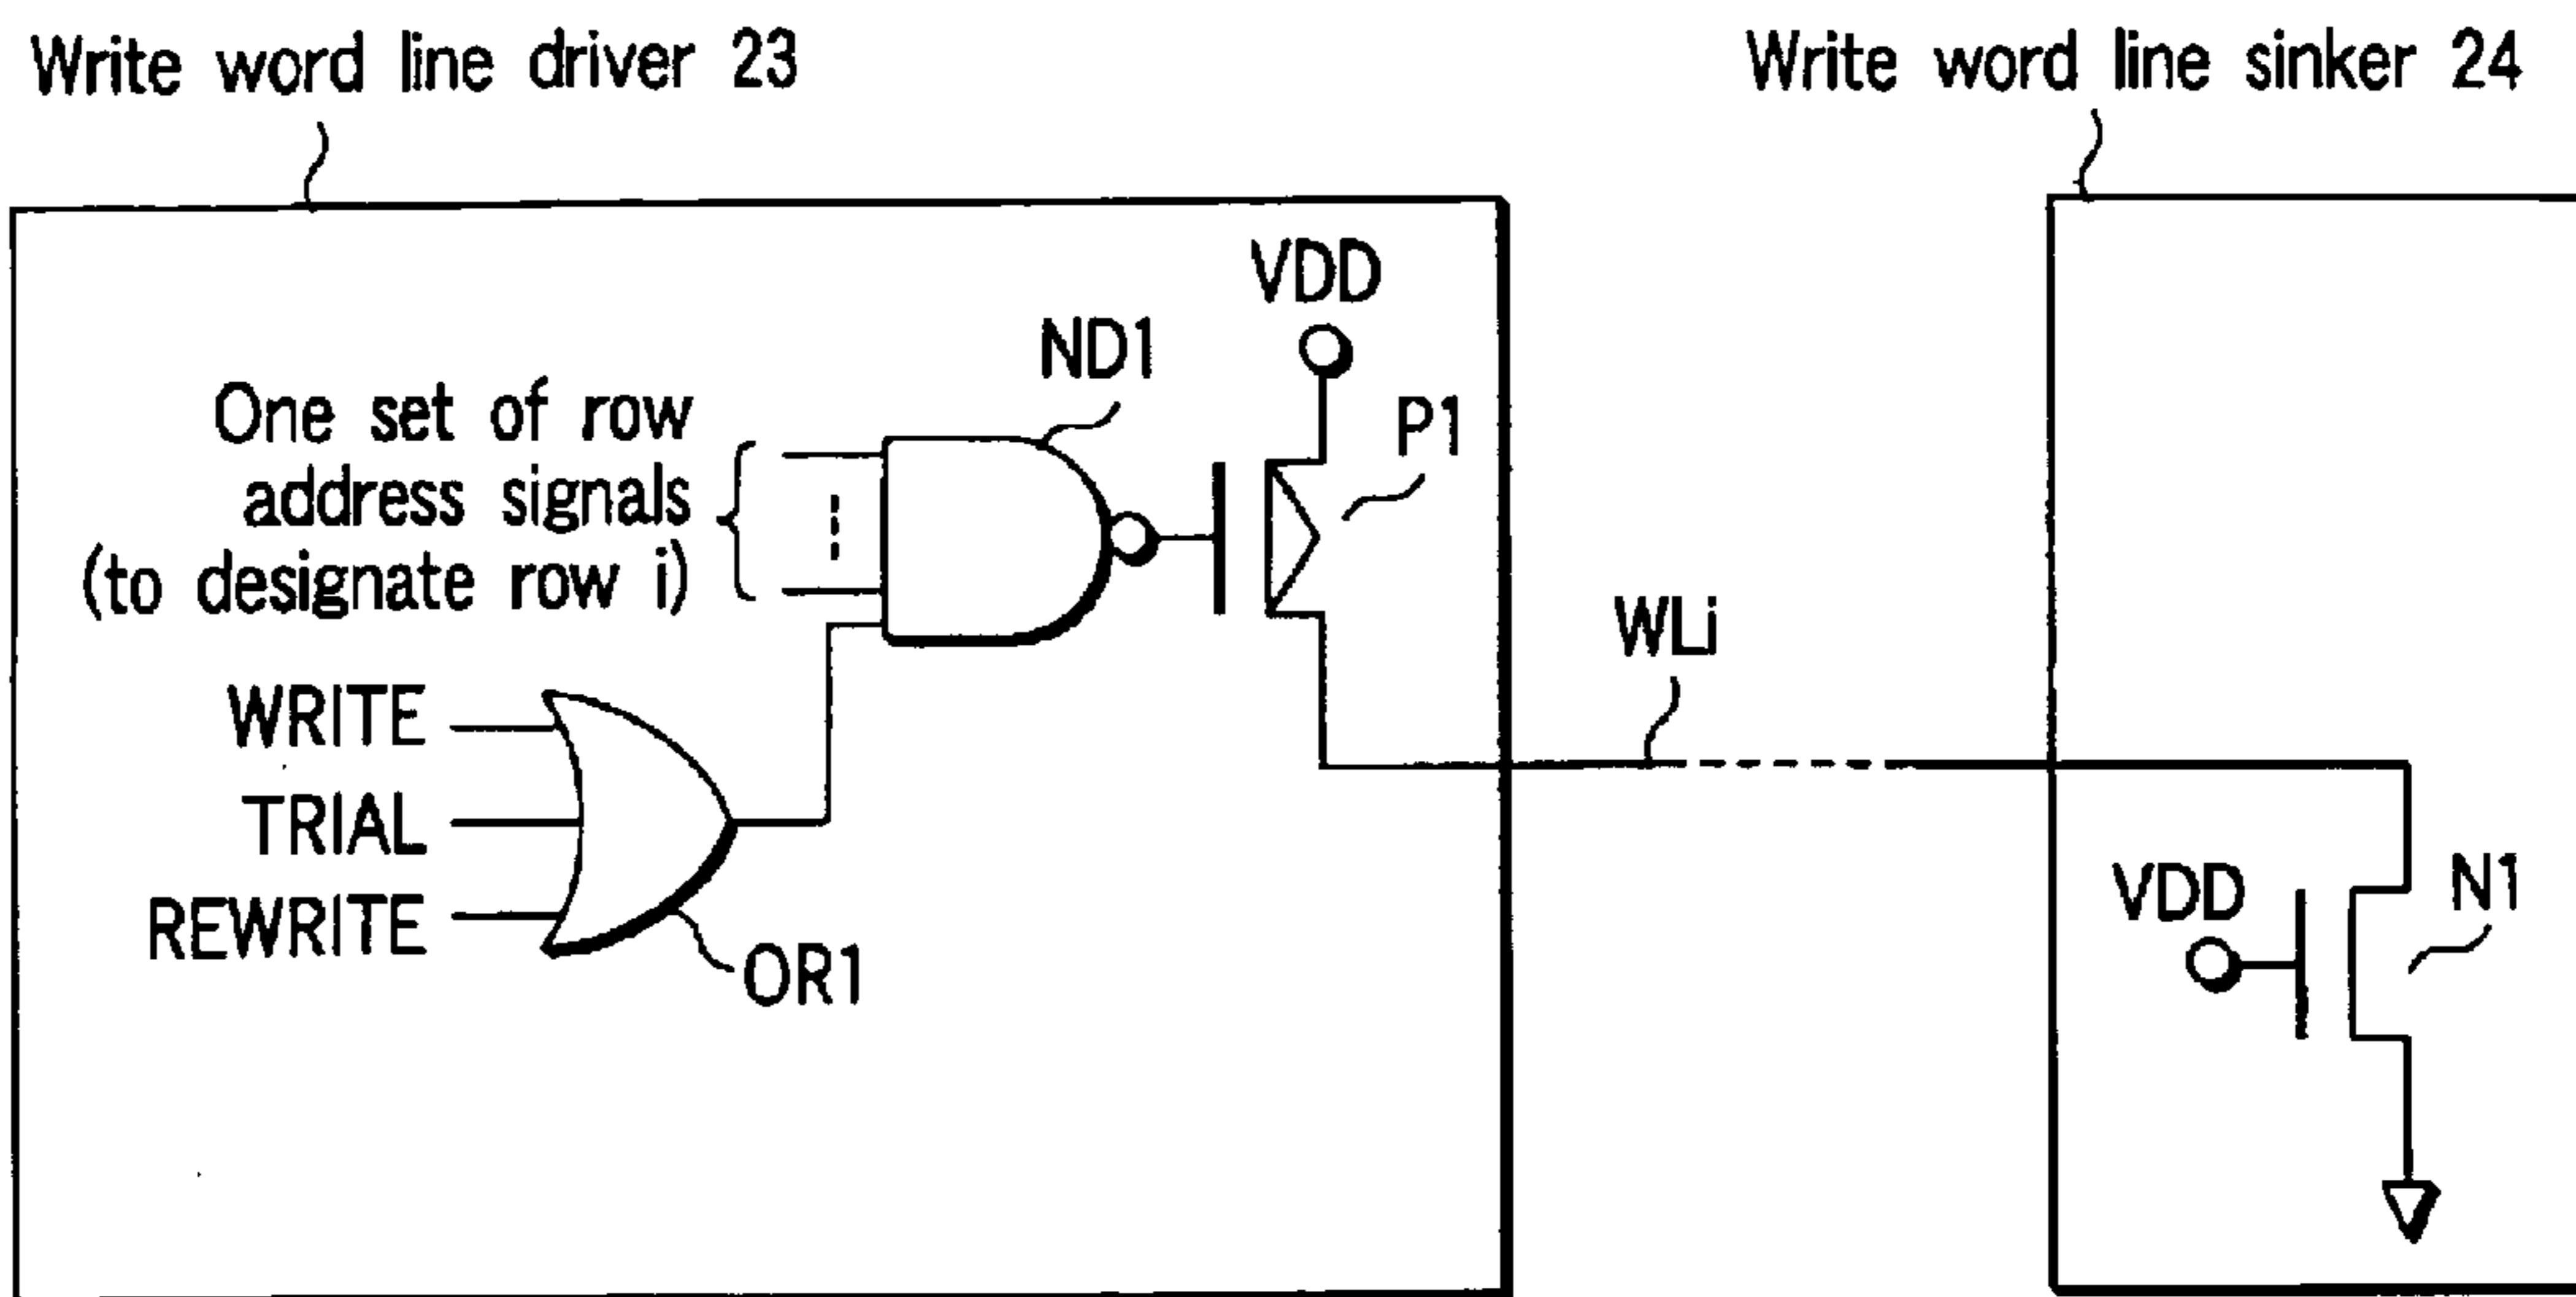 Write word line driver 23
Write word line sinker 24
VDD
ND1
P1
One set of row
address signals
(to designate row i)
WLi
WRITE
TRIAL
REWRITE
OR1
VDD
N1